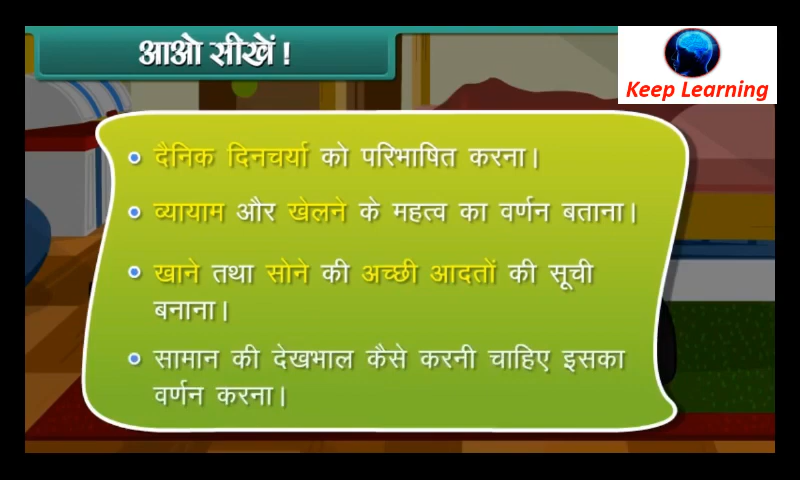 आओ सीखें!
Keep Learning
दैनिक दिनचर्या को परिभाषित करना।
व्यायाम और खेलने के महत्व का वर्णन बताना।
खाने तथा सोने की अच्छी आदतों की सूची
बनाना।
सामान की देखभाल कैसे करनी चाहिए इसका
वर्णन करना।